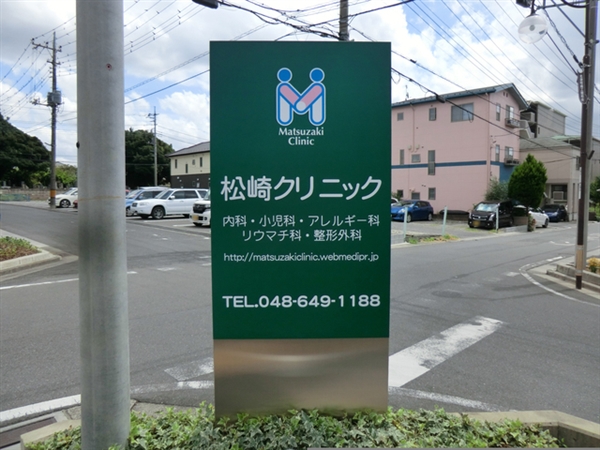 Matsuzaki
Clinic
松崎クリニック
内科・小児科・アレルギー科
リウマチ科・整形外科
http://matsuzakiclinic.webmedipr.jp
TEL.048-649-1188